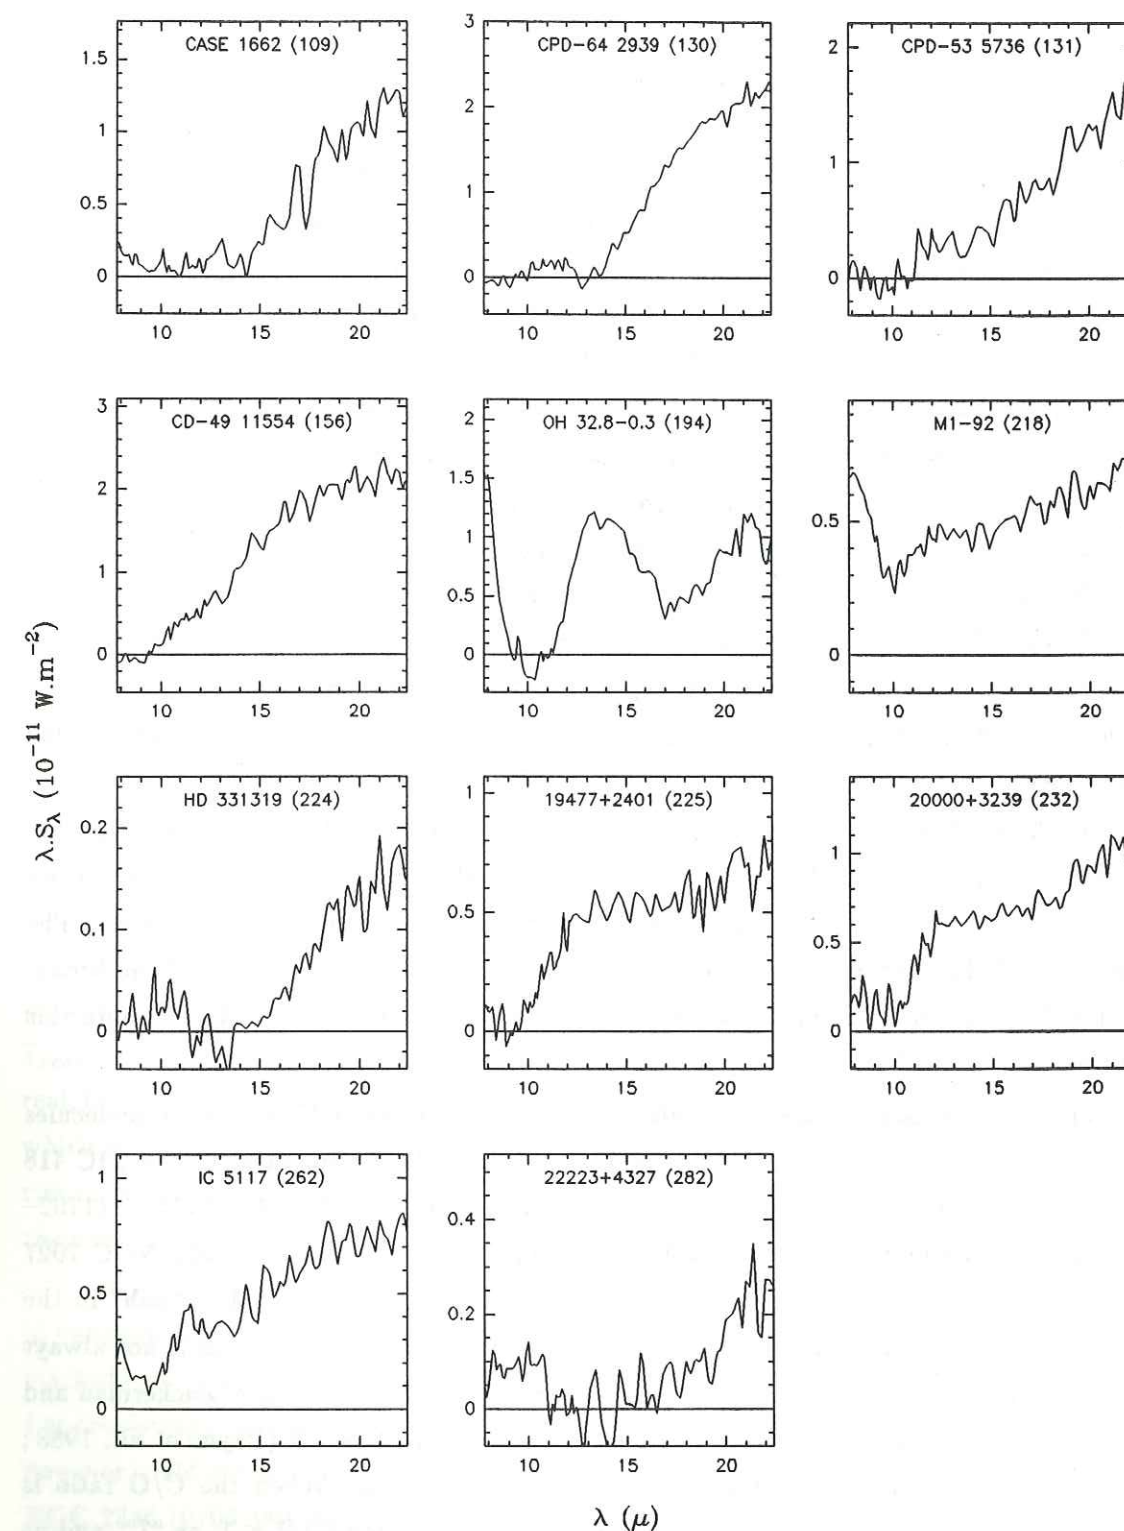 CASE 1662 (109)
1.5
1
0.5
0
10 15 20
CPD-64 2939 (130)
3
2
1
0
10 15 20
CPD-53 5736 (131)
2
1
0
10 15 20
CD-49 11554 (156)
3
2
1
0
10 15 20
OH 32.8-0.3 (194)
2
1.5
1
0.5
0
10 15 20
M1-92 (218)
0.5
0
10 15 20
λ.Sλ (10⁻¹¹ W.m⁻²)
HD 331319 (224)
0.2
0.1
0
10 15 20
19477+2401 (225)
1
0.5
0
10 15 20
20000+3239 (232)
1
0.5
0
10 15 20
IC 5117 (262)
1
0.5
0
10 15 20
22223+4327 (282)
0.4
0.2
0
10 15 20
λ (μ)